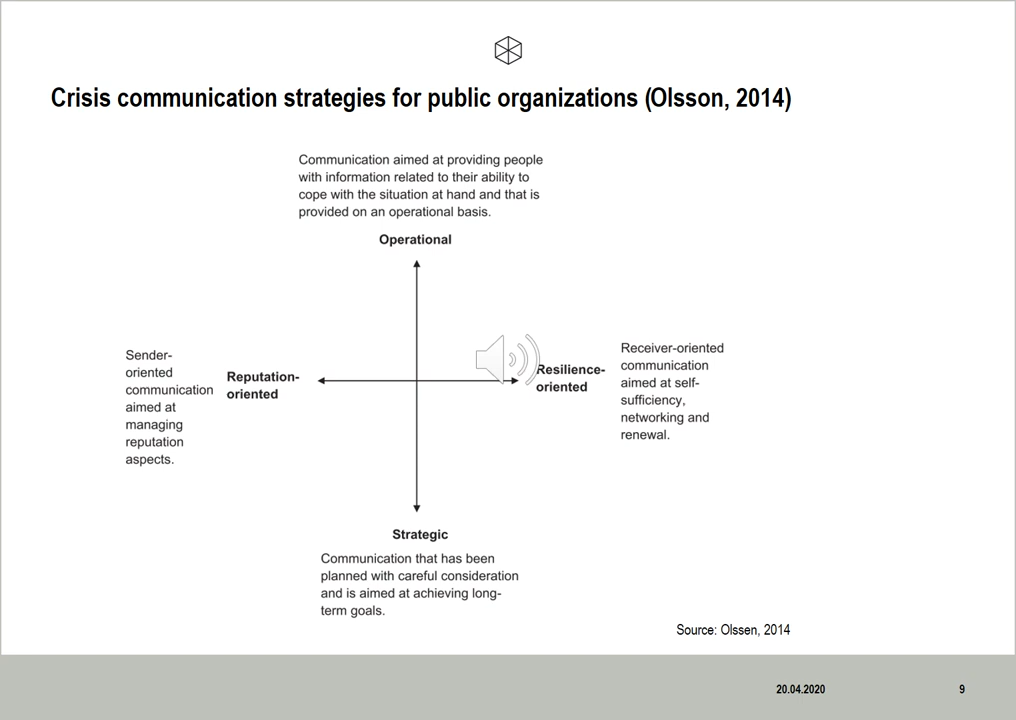 Crisis communication strategies for public organizations (Olsson, 2014)
Communication aimed at providing people
with information related to their ability to
cope with the situation at hand and that is
provided on an operational basis.
Operational
Sender-
oriented
communication
aimed at
managing
reputation
aspects.
Reputation-
oriented
Resilience-
oriented
Receiver-oriented
communication
aimed at self-
sufficiency,
networking and
renewal.
Strategic
Communication that has been
planned with careful consideration
and is aimed at achieving long-
term goals.
Source: Olssen, 2014
20.04.2020
9